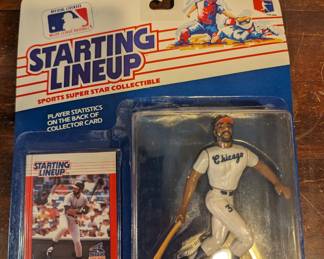 STARTING
LINEUP
SPORTS SUPER STAR COLLECTIBLE
PLAYER STATISTICS
ON THE BACK OF
COLLECTOR CARD
STARTING
LINEUP
Chicago